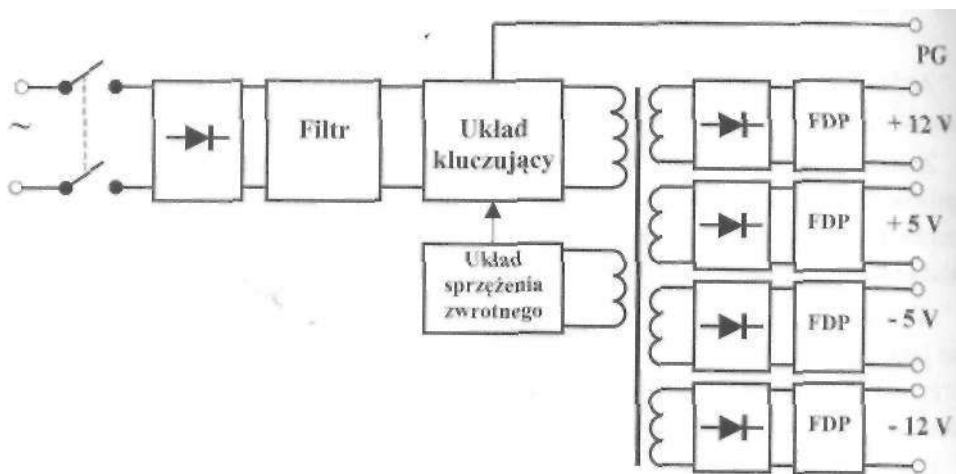 PG
~
Filtr
Układ
kluczujący
FDP
+ 12 V
FDP
+ 5 V
Układ
sprzężenia
zwrotnego
FDP
- 5 V
FDP
- 12 V